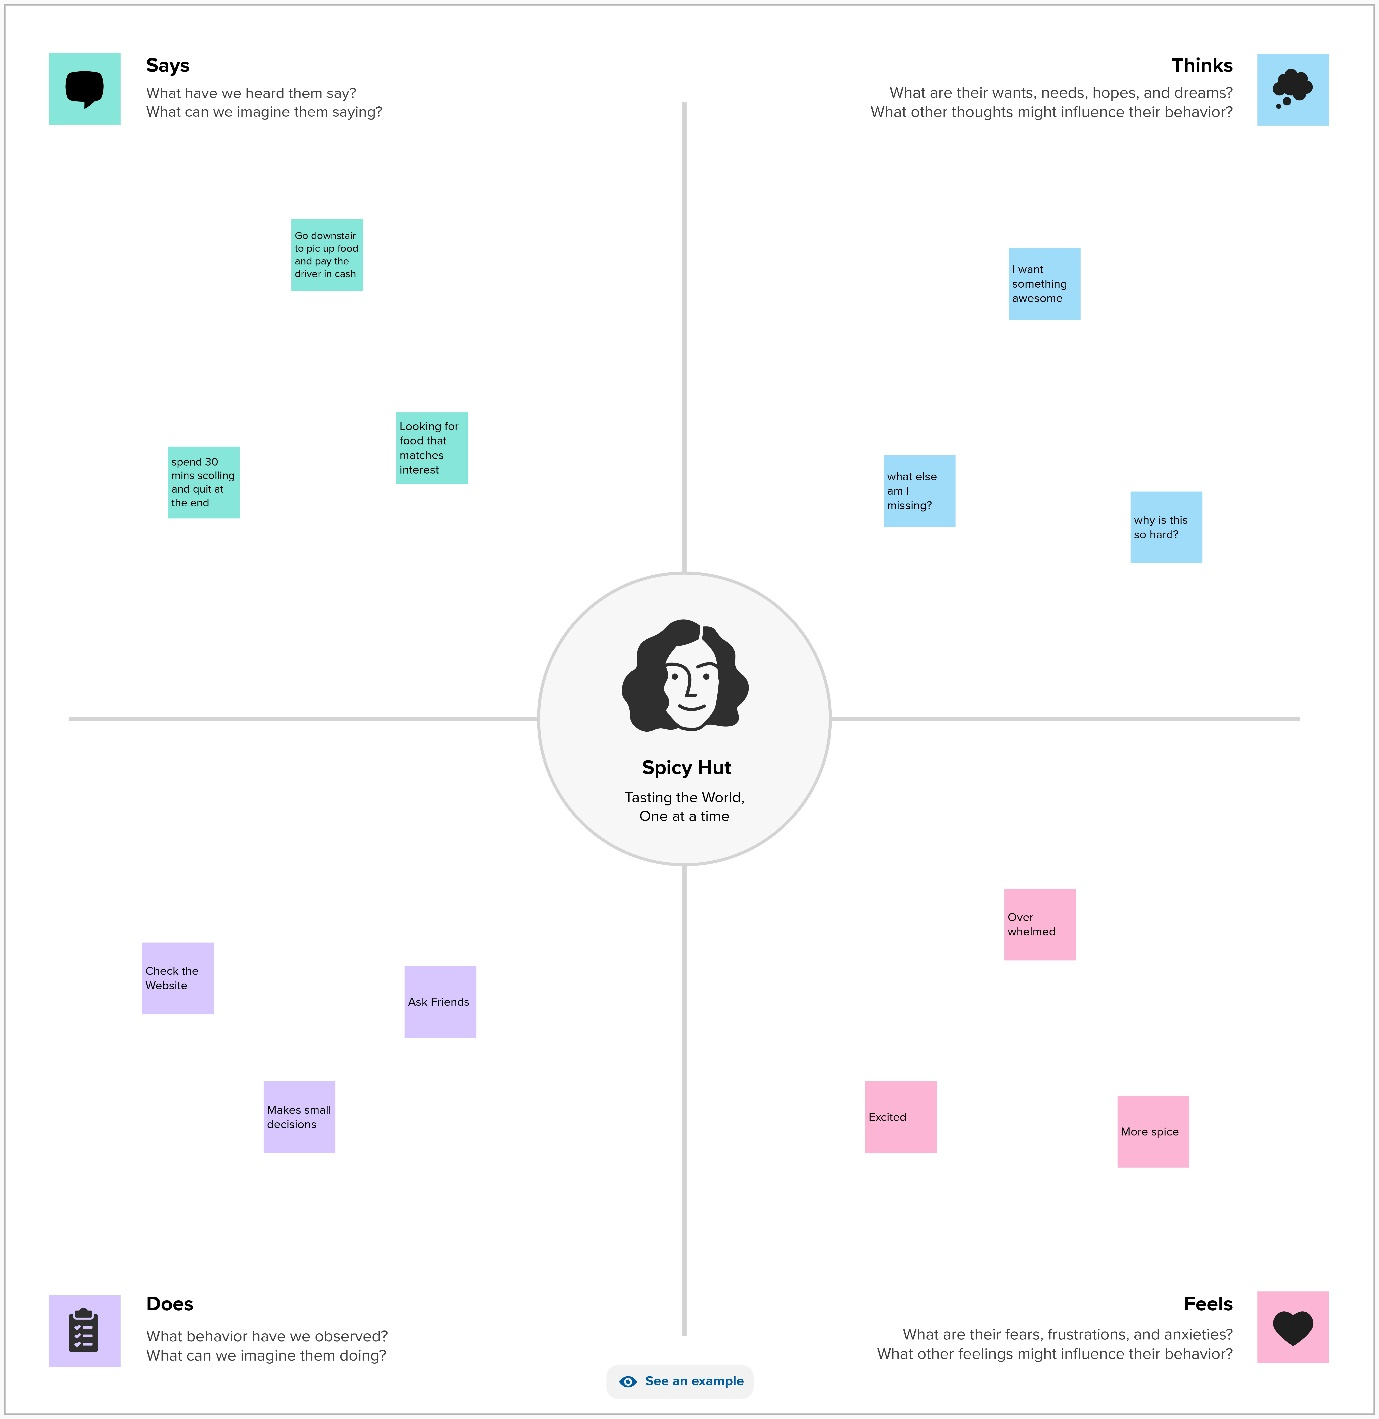 Says
What have we heard them say?
What can we imagine them saying?
Thinks
What are their wants, needs, hopes, and dreams?
What other thoughts might influence their behavior?
Go downstair
to pic up food
and pay the
driver in cash
Looking for
food that
matches
interest
spend 30
mins scolling
and quit at
the end
I want
something
awesome
what else
am I
missing?
why is this
so hard?
Spicy Hut
Tasting the World,
One at a time
Check the
Website
Ask Friends
Makes small
decisions
Over
whelmed
Excited
More spice
Does
What behavior have we observed?
What can we imagine them doing?
Feels
What are their fears, frustrations, and anxieties?
What other feelings might influence their behavior?
See an example